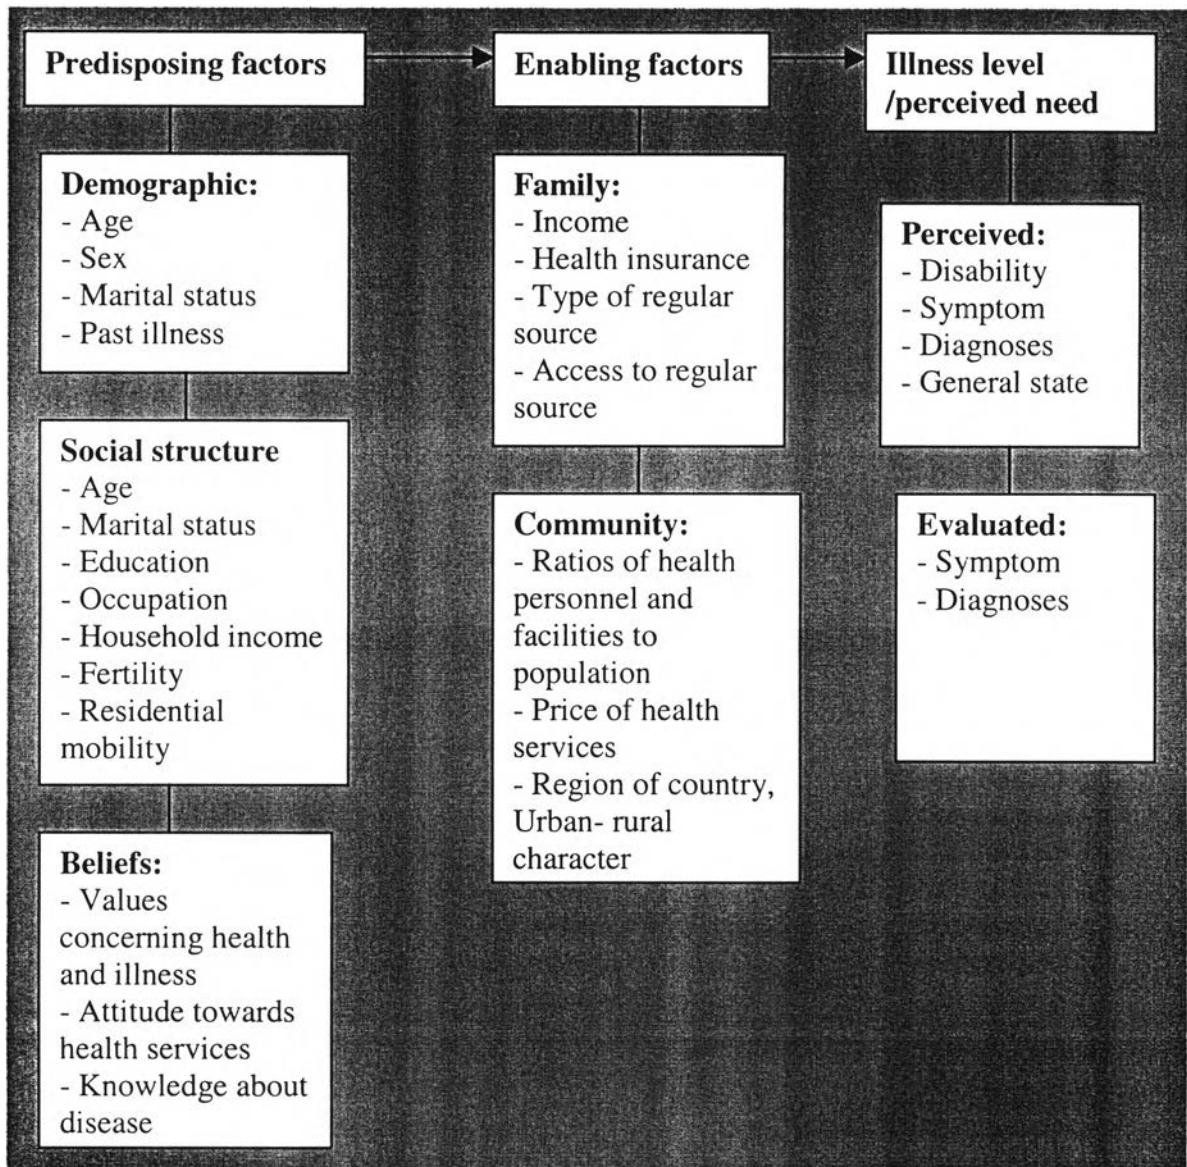 Predisposing factors
Demographic:
- Age
- Sex
- Marital status
- Past illness
Social structure
- Age
- Marital status
- Education
- Occupation
- Household income
- Fertility
- Residential
mobility
Beliefs:
- Values
concerning health
and illness
- Attitude towards
health services
- Knowledge about
disease
Enabling factors
Family:
- Income
- Health insurance
- Type of regular
source
- Access to regular
source
Community:
- Ratios of health
personnel and
facilities to
population
- Price of health
services
- Region of country,
Urban- rural
character
Illness level
/perceived need
Perceived:
- Disability
- Symptom
- Diagnoses
- General state
Evaluated:
- Symptom
- Diagnoses